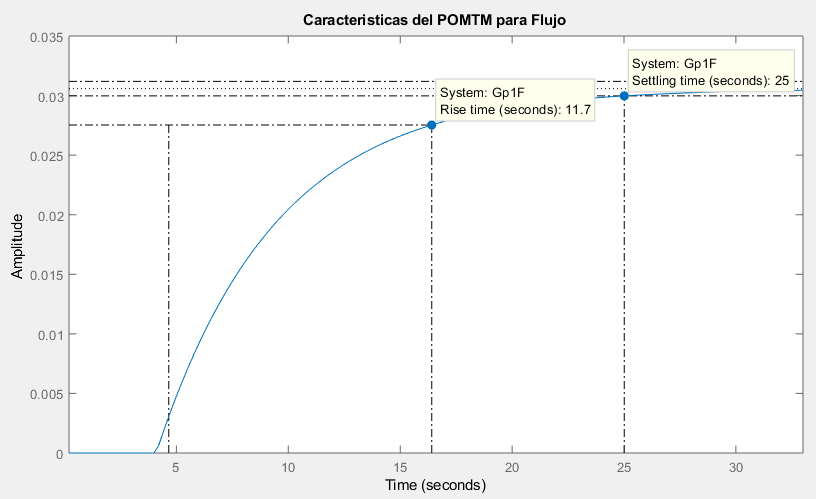 Caracteristicas del POMTM para Flujo
0.035
0.03
0.025
0.02
0.015
0.01
0.005
0
Amplitude
System: Gp1F
Rise time (seconds): 11.7
System: Gp1F
Settling time (seconds): 25
5
10
15
20
25
30
Time (seconds)